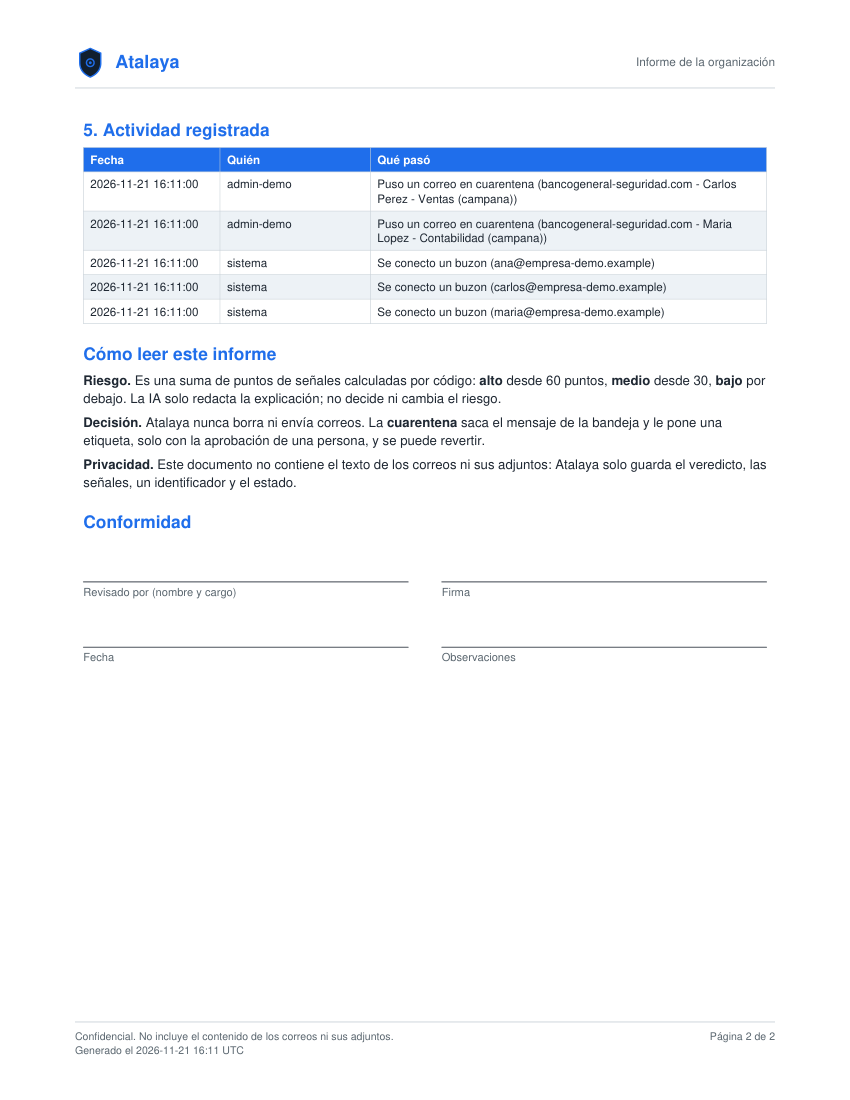 Atalaya
Informe de la organización
5. Actividad registrada
Fecha Quién Qué pasó
2026-11-21 16:11:00 admin-demo Puso un correo en cuarentena (bancogeneral-seguridad.com - Carlos
Perez - Ventas (campana))
2026-11-21 16:11:00 admin-demo Puso un correo en cuarentena (bancogeneral-seguridad.com - Maria
Lopez - Contabilidad (campana))
2026-11-21 16:11:00 sistema Se conecto un buzon (ana@empresa-demo.example)
2026-11-21 16:11:00 sistema Se conecto un buzon (carlos@empresa-demo.example)
2026-11-21 16:11:00 sistema Se conecto un buzon (maria@empresa-demo.example)
Cómo leer este informe
Riesgo. Es una suma de puntos de señales calculadas por código: alto desde 60 puntos, medio desde 30, bajo por
debajo. La IA solo redacta la explicación; no decide ni cambia el riesgo.
Decisión. Atalaya nunca borra ni envía correos. La cuarentena saca el mensaje de la bandeja y le pone una
etiqueta, solo con la aprobación de una persona, y se puede revertir.
Privacidad. Este documento no contiene el texto de los correos ni sus adjuntos: Atalaya solo guarda el veredicto, las
señales, un identificador y el estado.
Conformidad
Revisado por (nombre y cargo) Firma
Fecha Observaciones
Confidencial. No incluye el contenido de los correos ni sus adjuntos. Página 2 de 2
Generado el 2026-11-21 16:11 UTC